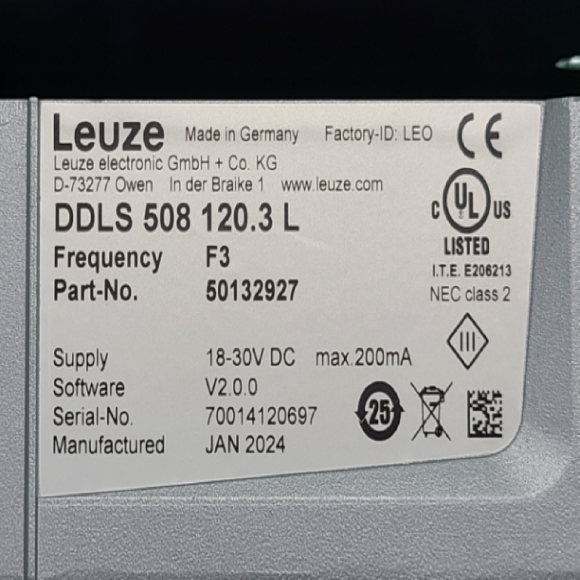 Leuze Made in Germany Factory-ID: LEO CE
Leuze electronic GmbH + Co. KG
D-73277 Owen In der Braike 1 www.leuze.com
DDLS 508 120.3 L
C UL US
LISTED
Frequency F3
I.T.E. E206213
Part-No. 50132927
NEC class 2
III
Supply 18-30V DC max.200mA
Software V2.0.0
25
Serial-No. 70014120697
Manufactured JAN 2024